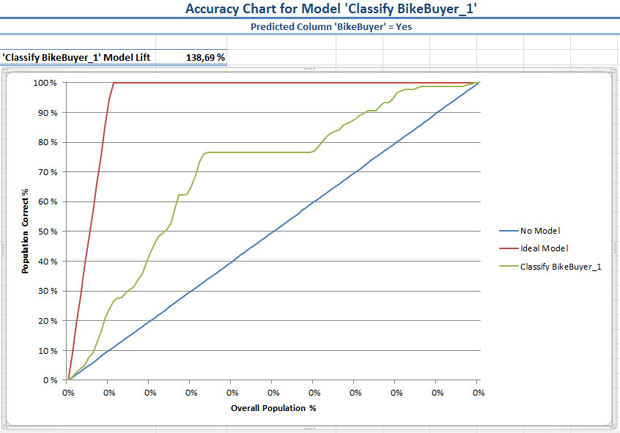 Accuracy Chart for Model 'Classify BikeBuyer_1'
Predicted Column 'BikeBuyer' = Yes
'Classify BikeBuyer_1' Model Lift 138,69 %
100 %
90 %
80 %
70 %
60 %
50 %
40 %
30 %
20 %
10 %
0 %
Population Correct %
No Model
Ideal Model
Classify BikeBuyer_1
0% 0% 0% 0% 0% 0% 0% 0% 0% 0% 0%
Overall Population %